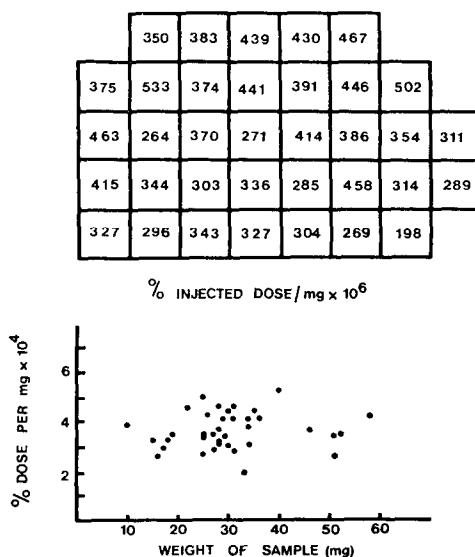 350 383 439 430 467
375 533 374 441 391 446 502
463 264 370 271 414 386 354 311
415 344 303 336 285 458 314 289
327 296 343 327 304 269 198
% INJECTED DOSE/mg x 10⁶
% DOSE PER mg x 10⁴
6
4
2
10 20 30 40 50 60
WEIGHT OF SAMPLE (mg)